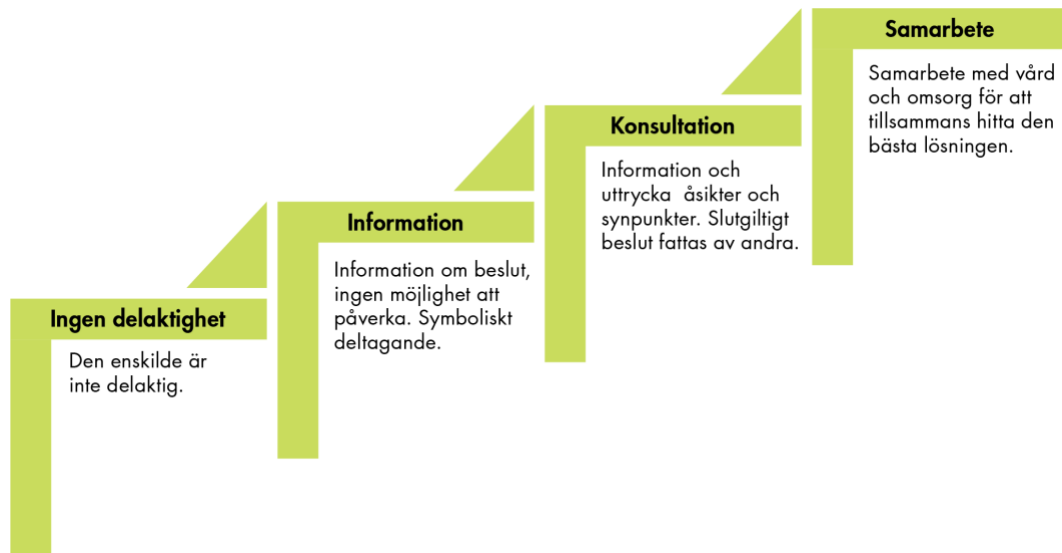 Ingen delaktighet
Den enskilde är
inte delaktig.
Information
Information om beslut,
ingen möjlighet att
påverka. Symboliskt
deltagande.
Konsultation
Information och
uttrycka  åsikter och
synpunkter. Slutgiltigt
beslut fattas av andra.
Samarbete
Samarbete med vård
och omsorg för att
tillsammans hitta den
bästa lösningen.